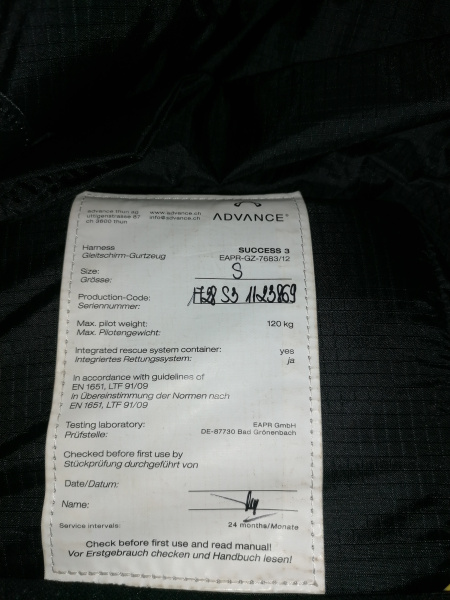 advance thun ag www.advance.ch
uttigenstrasse 87 info@advance.ch
ch 3600 thun
ADVANCE
Harness SUCCESS 3
Gleitschirm-Gurtzeug EAPR-GZ-7683/12
Size: S
Grösse:
Production-Code: S3
Seriennummer:
Max. pilot weight: 120 kg
Max. Pilotengewicht:
Integrated rescue system container: yes
Integriertes Rettungssystem: ja
In accordance with guidelines of
EN 1651, LTF 91/09
In Übereinstimmung der Normen nach
EN 1651, LTF 91/09
Testing laboratory: EAPR GmbH
Prüfstelle: DE-87730 Bad Grönenbach
Checked before first use by
Stückprüfung durchgeführt von
Date/Datum:
Name:
Service intervals: 24 months/Monate
Check before first use and read manual!
Vor Erstgebrauch checken und Handbuch lesen!